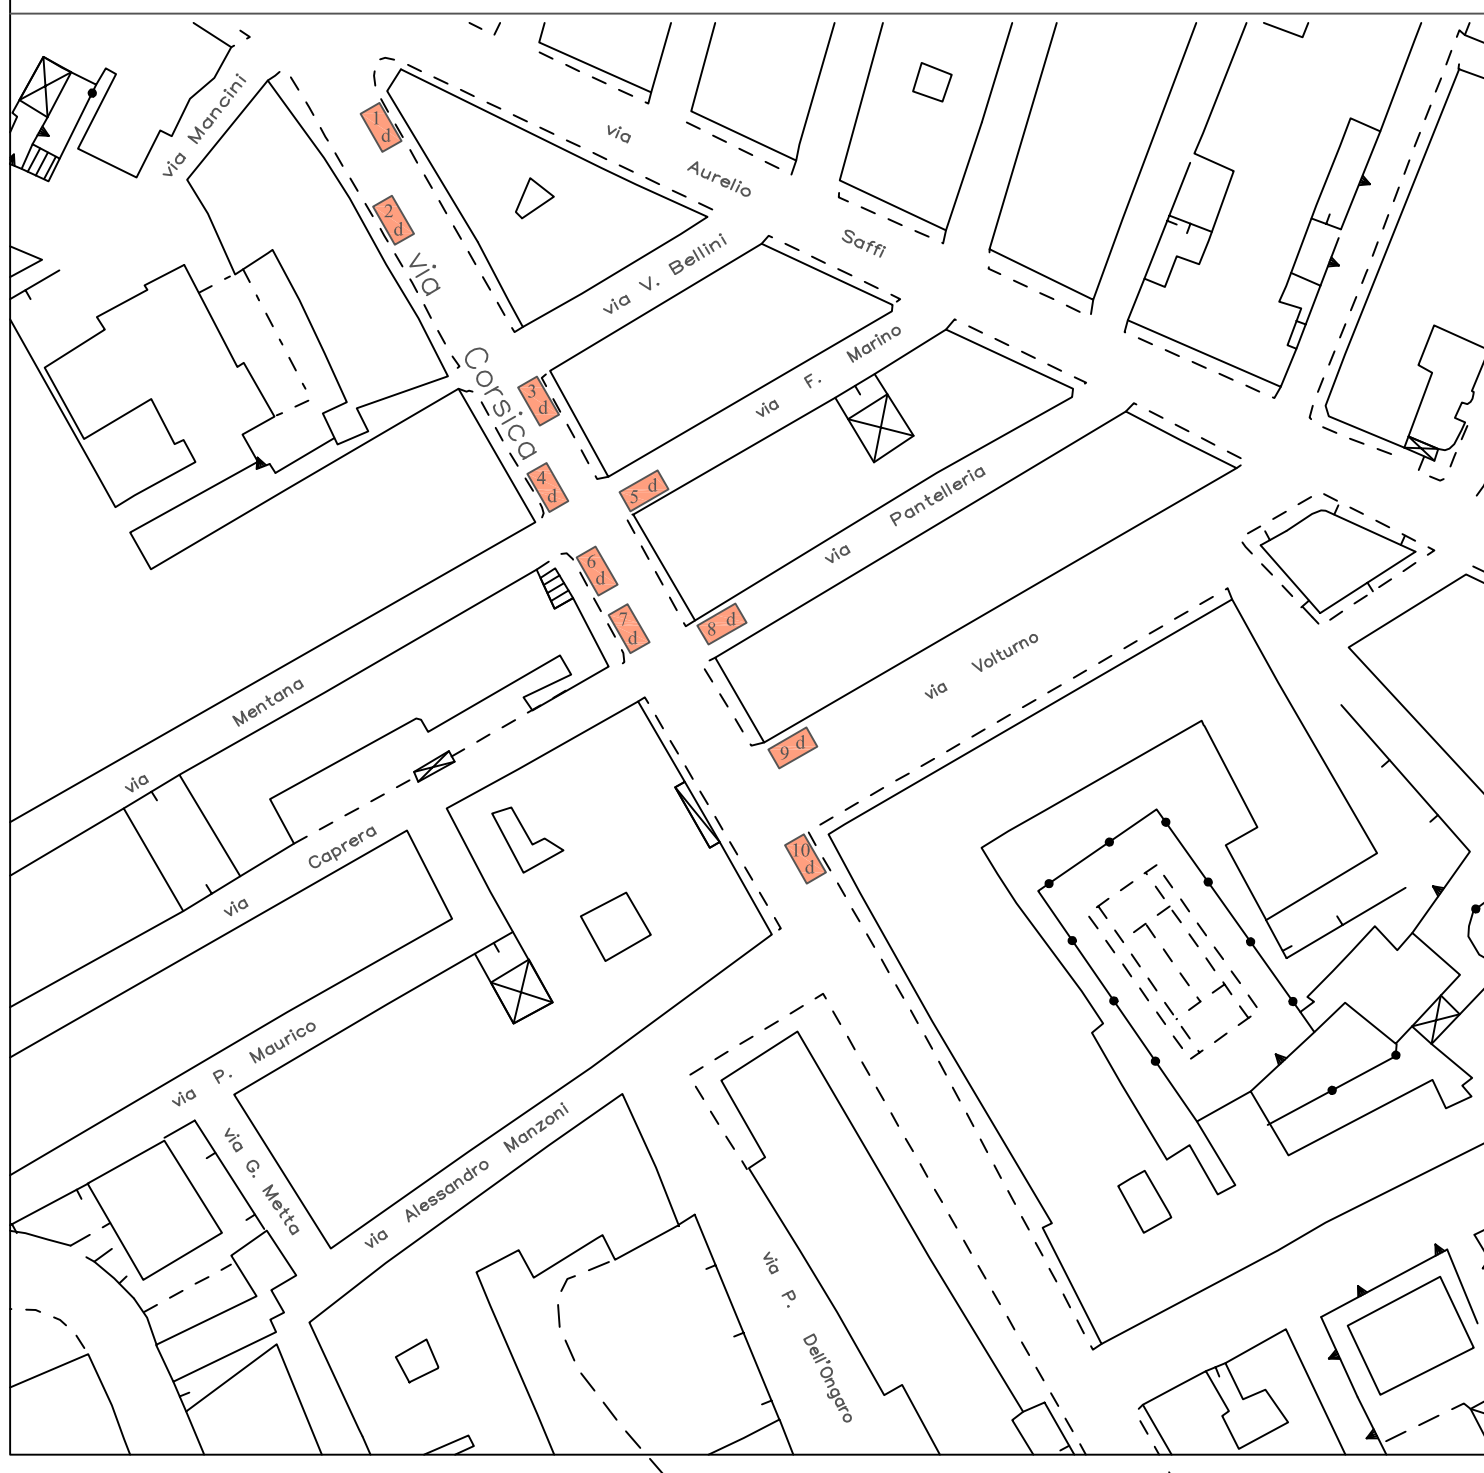 via Mancini
1
d
via
Aurelio
Saffi
2
d
via
Corsica
via V. Bellini
3
d
via F. Marino
4
d
5 d
via Pantelleria
6
d
7
d
8 d
via Volturno
9 d
10
d
via Mentana
via Caprera
via P. Maurico
via G. Metta
via Alessandro Manzoni
via P. Dell'Ongaro